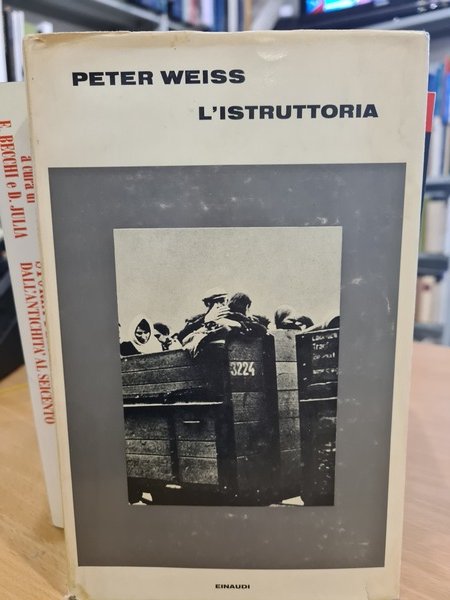 PETER WEISS
L'ISTRUTTORIA
3224
EINAUDI
a cura di
E. BECCHI e D. JULIA
DALL'ANTICHITÀ AL SEICENTO